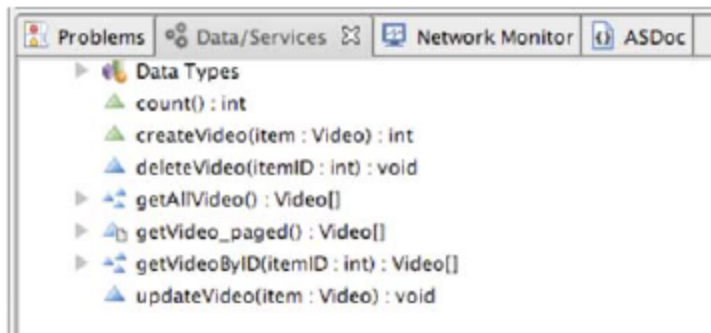 Problems Data/Services Network Monitor ASDoc
Data Types
count() : int
createVideo(item : Video) : int
deleteVideo(itemID : int) : void
getAllVideo() : Video[]
getVideo_paged() : Video[]
getVideoByID(itemID : int) : Video[]
updateVideo(item : Video) : void